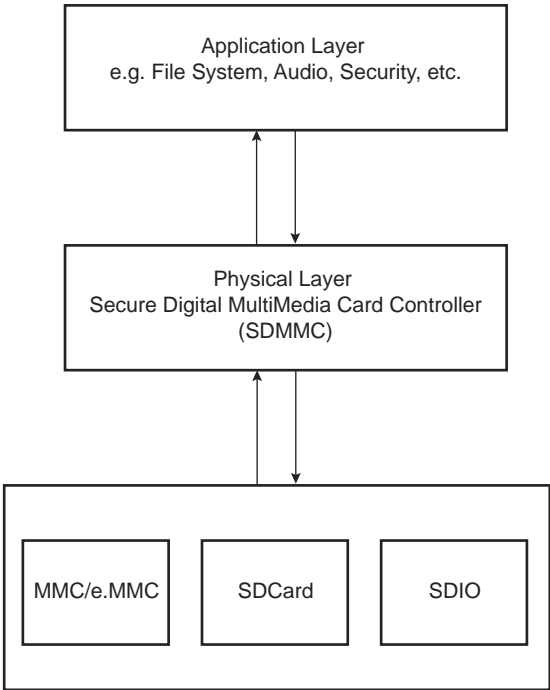 Application Layer
e.g. File System, Audio, Security, etc.
Physical Layer
Secure Digital MultiMedia Card Controller
(SDMMC)
MMC/e.MMC
SDCard
SDIO